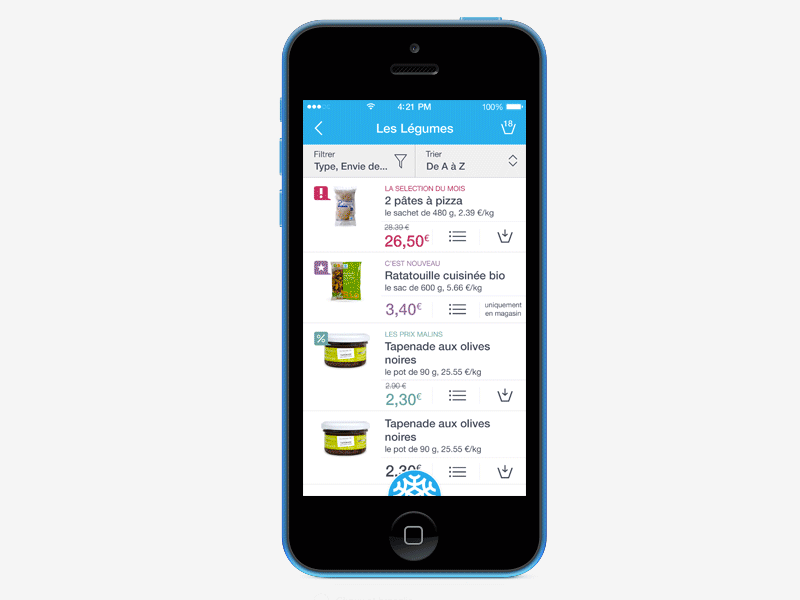 4:21 PM
100%
Les Légumes
18
Filtrer
Type, Envie de...
Trier
De A à Z
LA SELECTION DU MOIS
2 pâtes à pizza
le sachet de 480 g, 2.39 €/kg
28.39 €
26,50€
C'EST NOUVEAU
Ratatouille cuisinée bio
le sac de 600 g, 5.66 €/kg
3,40€
uniquement
en magasin
%
LES PRIX MALINS
Tapenade aux olives
noires
le pot de 90 g, 25.55 €/kg
2.90 €
2,30€
Tapenade aux olives
noires
le pot de 90 g, 25.55 €/kg
2,30€